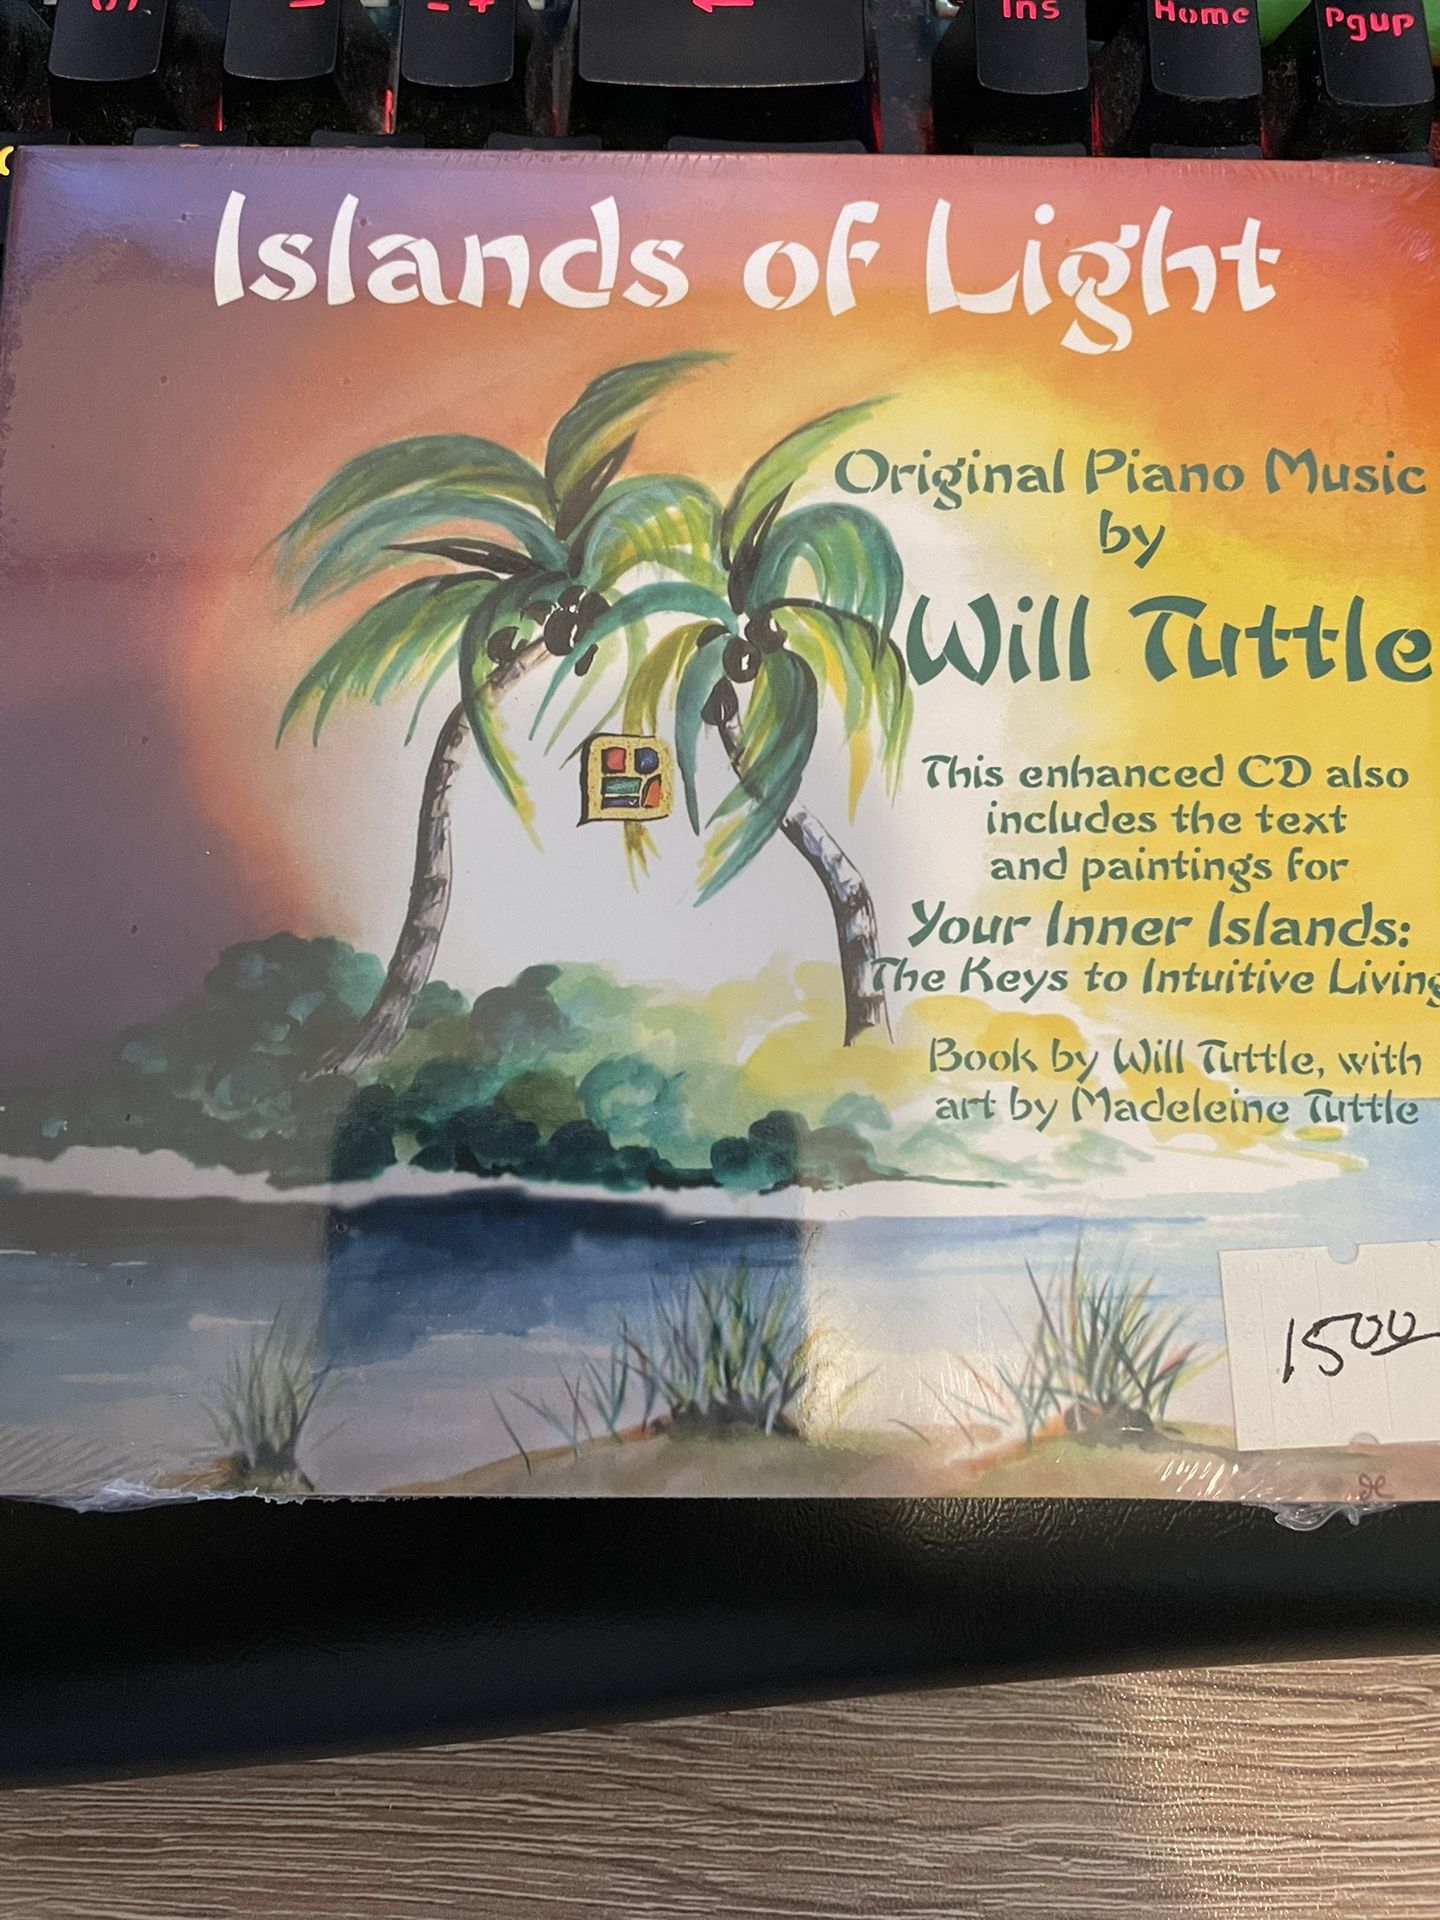 Ins
Home
Pgup
Islands of Light
Original Piano Music
by
Will Tuttle
This enhanced CD also
includes the text
and paintings for
Your Inner Islands:
The Keys to Intuitive Living
Book by Will Tuttle, with
art by Madeleine Tuttle
1500